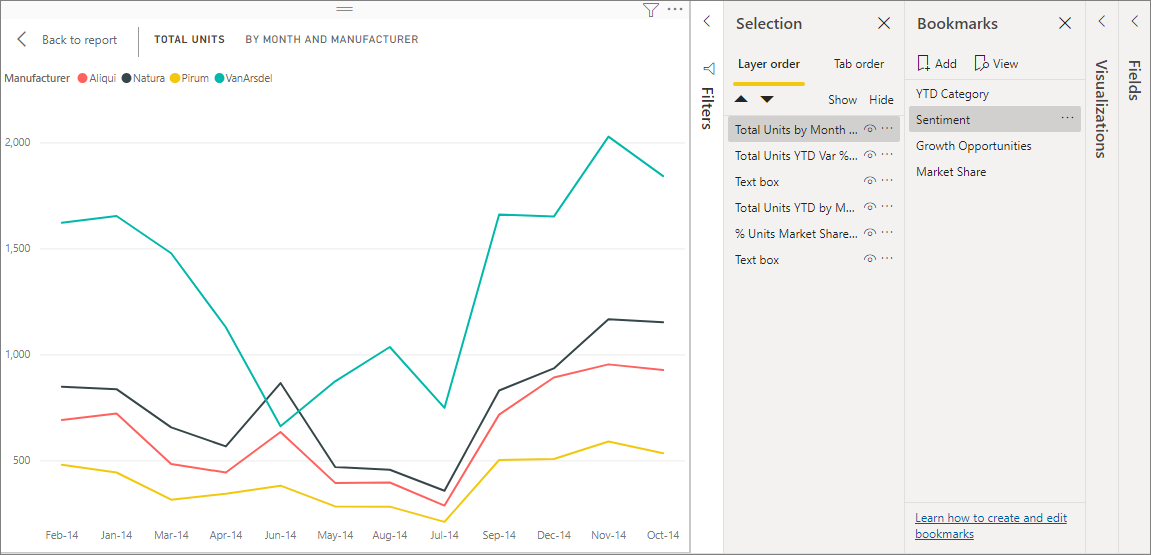 Back to report
TOTAL UNITS BY MONTH AND MANUFACTURER
Manufacturer Aliqui Natura Pirum VanArsdel
2,000
1,500
1,000
500
Feb-14 Jan-14 Mar-14 Apr-14 Jun-14 May-14 Aug-14 Jul-14 Sep-14 Dec-14 Nov-14 Oct-14
Filters
Selection
Layer order Tab order
Show Hide
Total Units by Month ...
Total Units YTD Var %...
Text box
Total Units YTD by M...
% Units Market Share...
Text box
Bookmarks
Add View
YTD Category
Sentiment
Growth Opportunities
Market Share
Learn how to create and edit
bookmarks
Visualizations
Fields